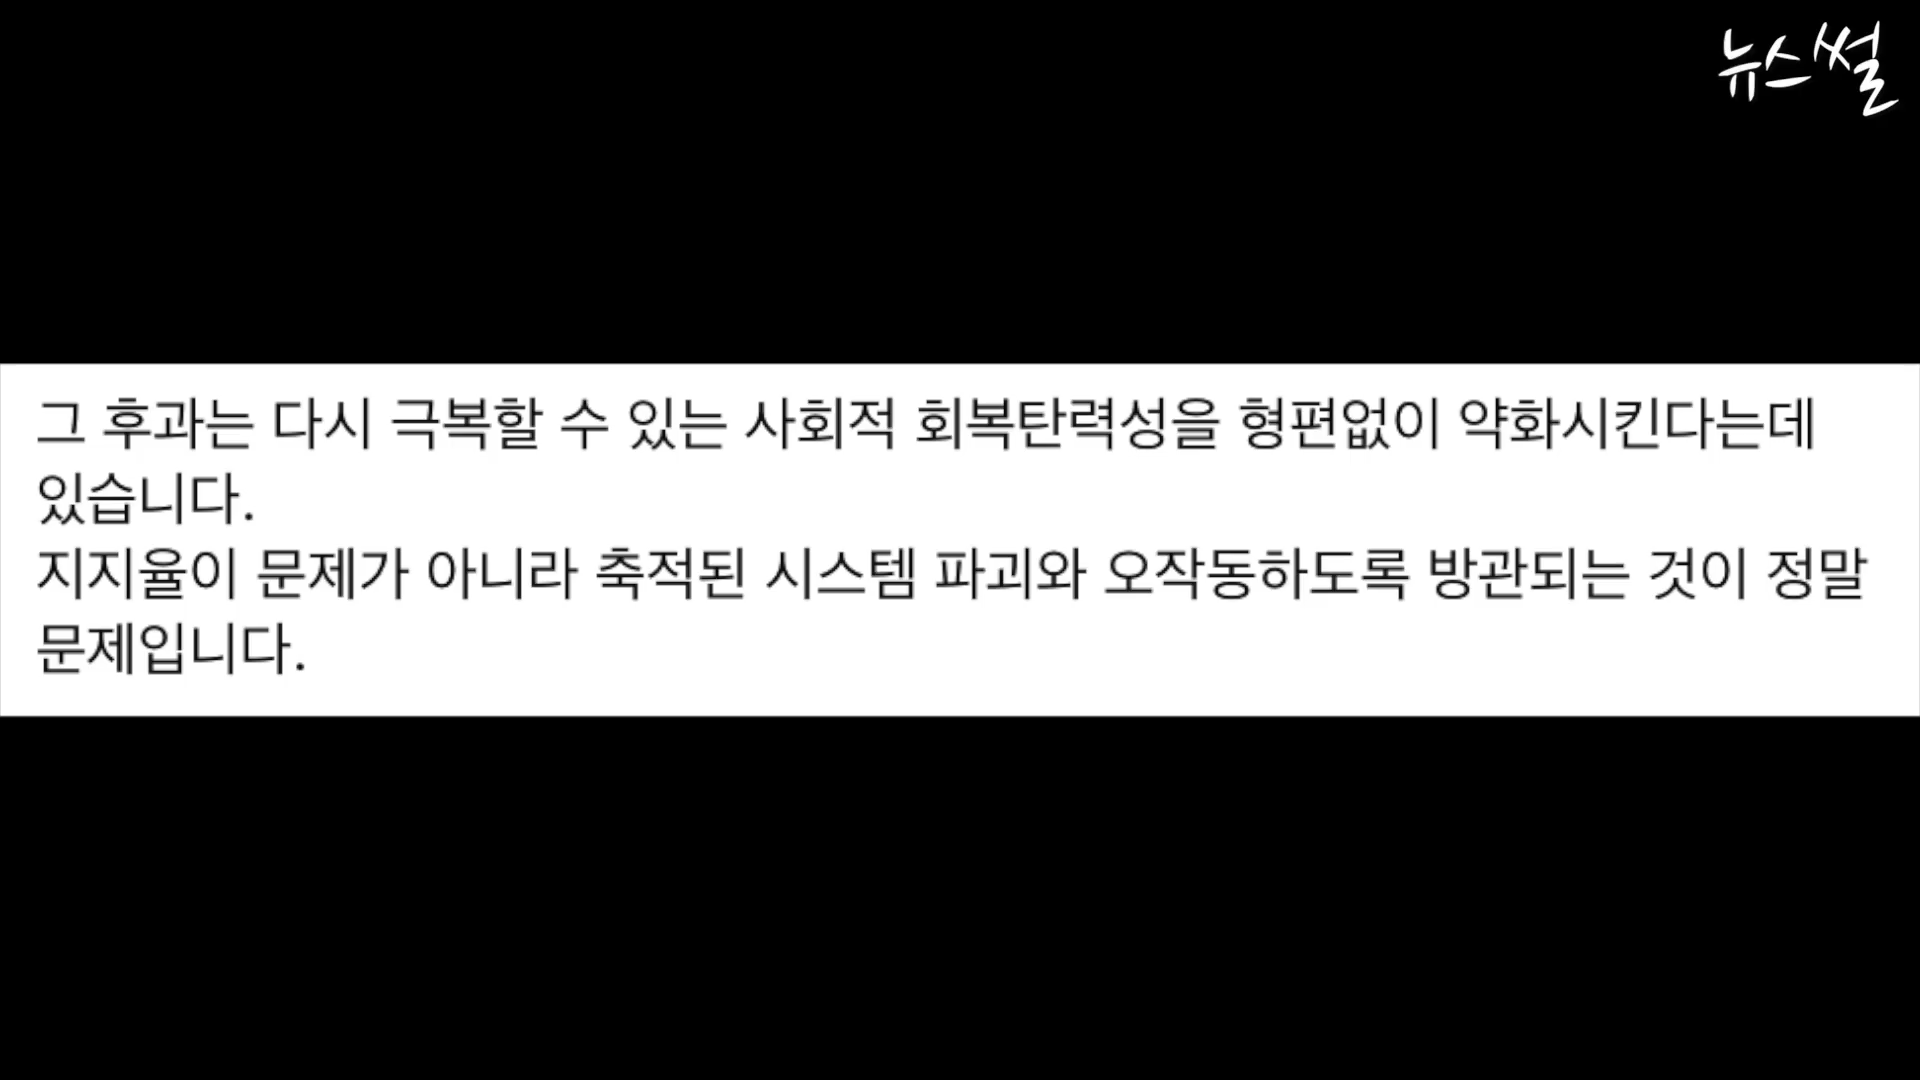 뉴스썰
그 후과는 다시 극복할 수 있는 사회적 회복탄력성을 형편없이 약화시킨다는데
있습니다.
지지율이 문제가 아니라 축적된 시스템 파괴와 오작동하도록 방관되는 것이 정말
문제입니다.